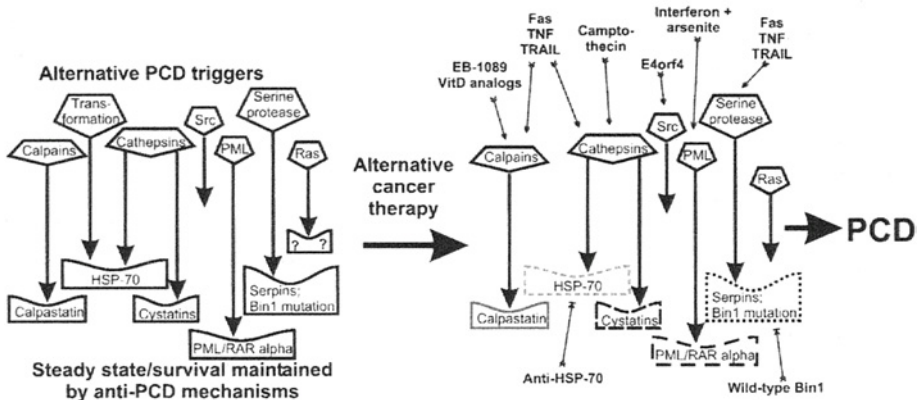 Alternative PCD triggers
Trans-
formation
Serine
protease
Src
Calpains
Cathepsins
PML
Ras
? ?
HSP-70
Calpastatin
Cystatins
Serpins;
Bin1 mutation
PML/RAR alpha
Steady state/survival maintained
by anti-PCD mechanisms
Alternative
cancer
therapy
EB-1089
VitD analogs
Fas
TNF
TRAIL
Campto-
thecin
E4orf4
Interferon +
arsenite
Fas
TNF
TRAIL
Serine
protease
Src
Calpains
Cathepsins
PML
Ras
PCD
HSP-70
Calpastatin
Cystatins
Serpins;
Bin1 mutation
PML/RAR alpha
Anti-HSP-70
Wild-type Bin1